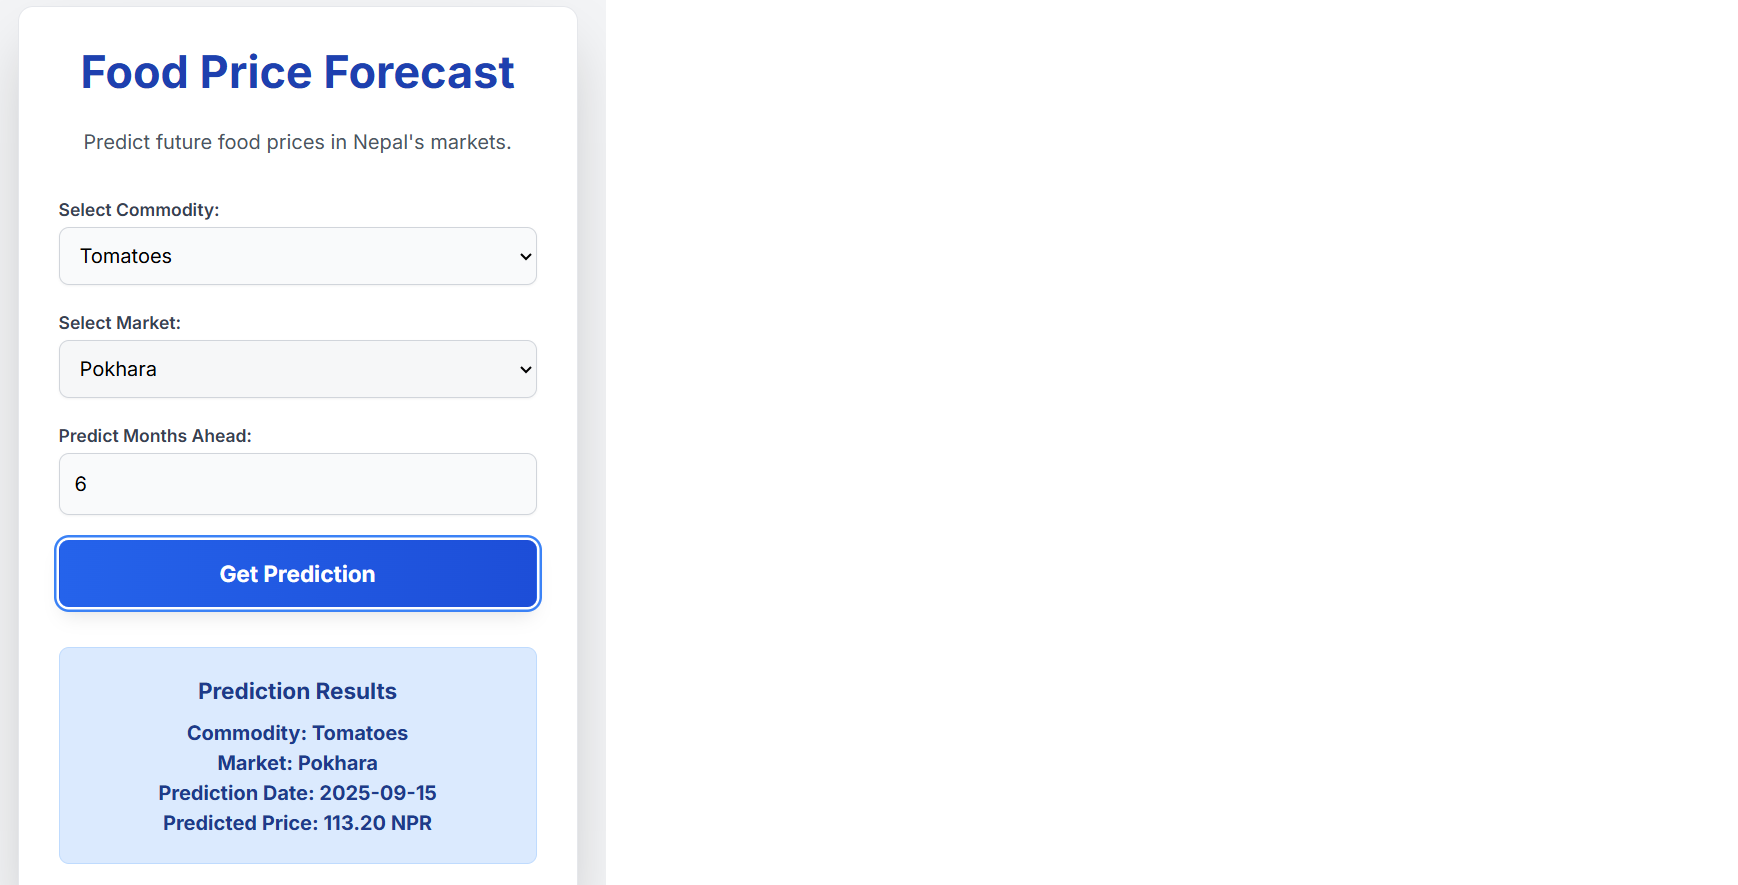 Food Price Forecast
Predict future food prices in Nepal's markets.
Select Commodity:
Tomatoes
Select Market:
Pokhara
Predict Months Ahead:
6
Get Prediction
Prediction Results
Commodity: Tomatoes
Market: Pokhara
Prediction Date: 2025-09-15
Predicted Price: 113.20 NPR